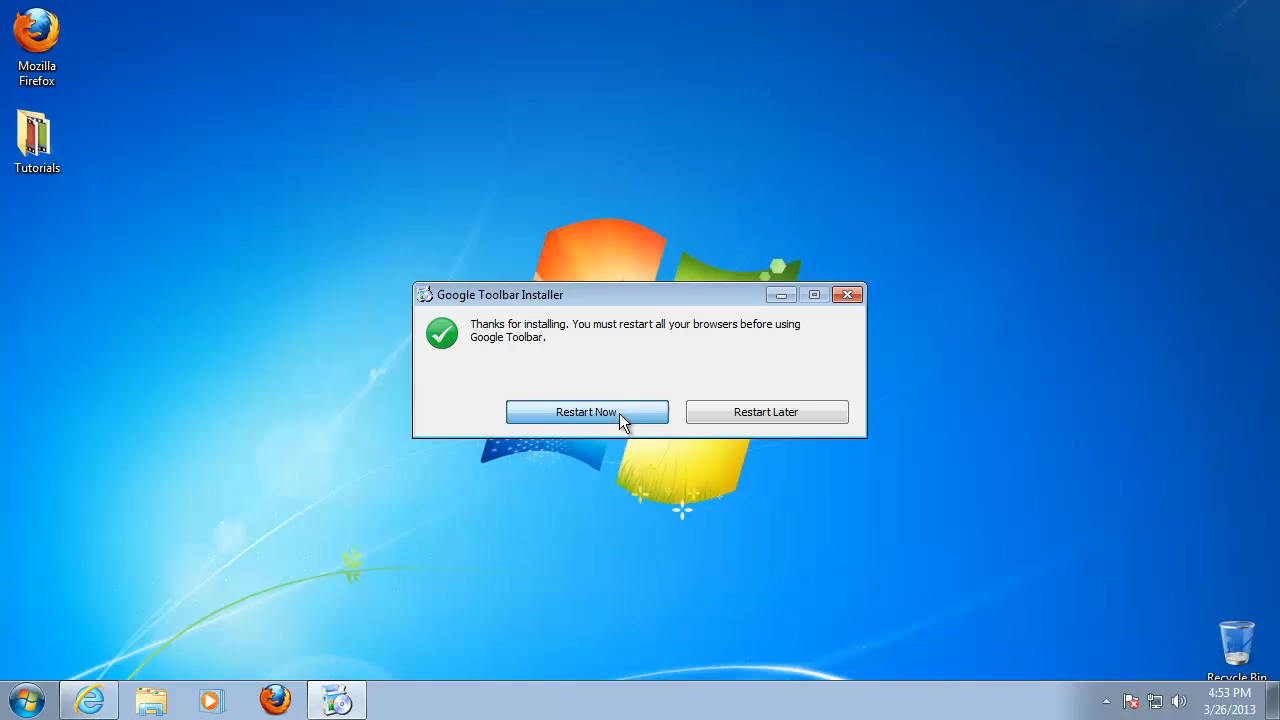 Mozilla
Firefox
Tutorials
Google Toolbar Installer
Thanks for installing. You must restart all your browsers before using
Google Toolbar.
Restart Now
Restart Later
Recycle Bin
4:53 PM
3/26/2013